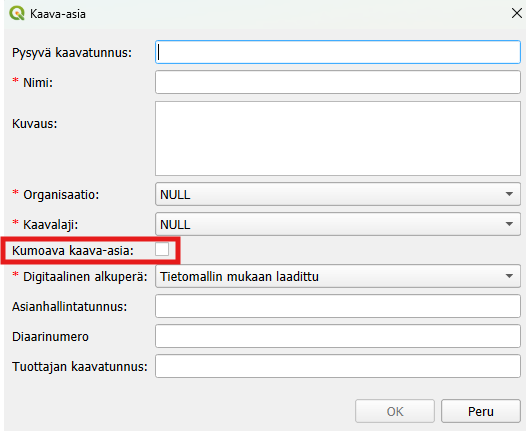 Kaava-asia
Pysyvä kaavatunnus:
* Nimi:
Kuvaus:
* Organisaatio: NULL
* Kaavalaji: NULL
Kumoava kaava-asia:
* Digitaalinen alkuperä: Tietomallin mukaan laadittu
Asianhallintatunnus:
Diaarinumero
Tuottajan kaavatunnus:
OK Peru